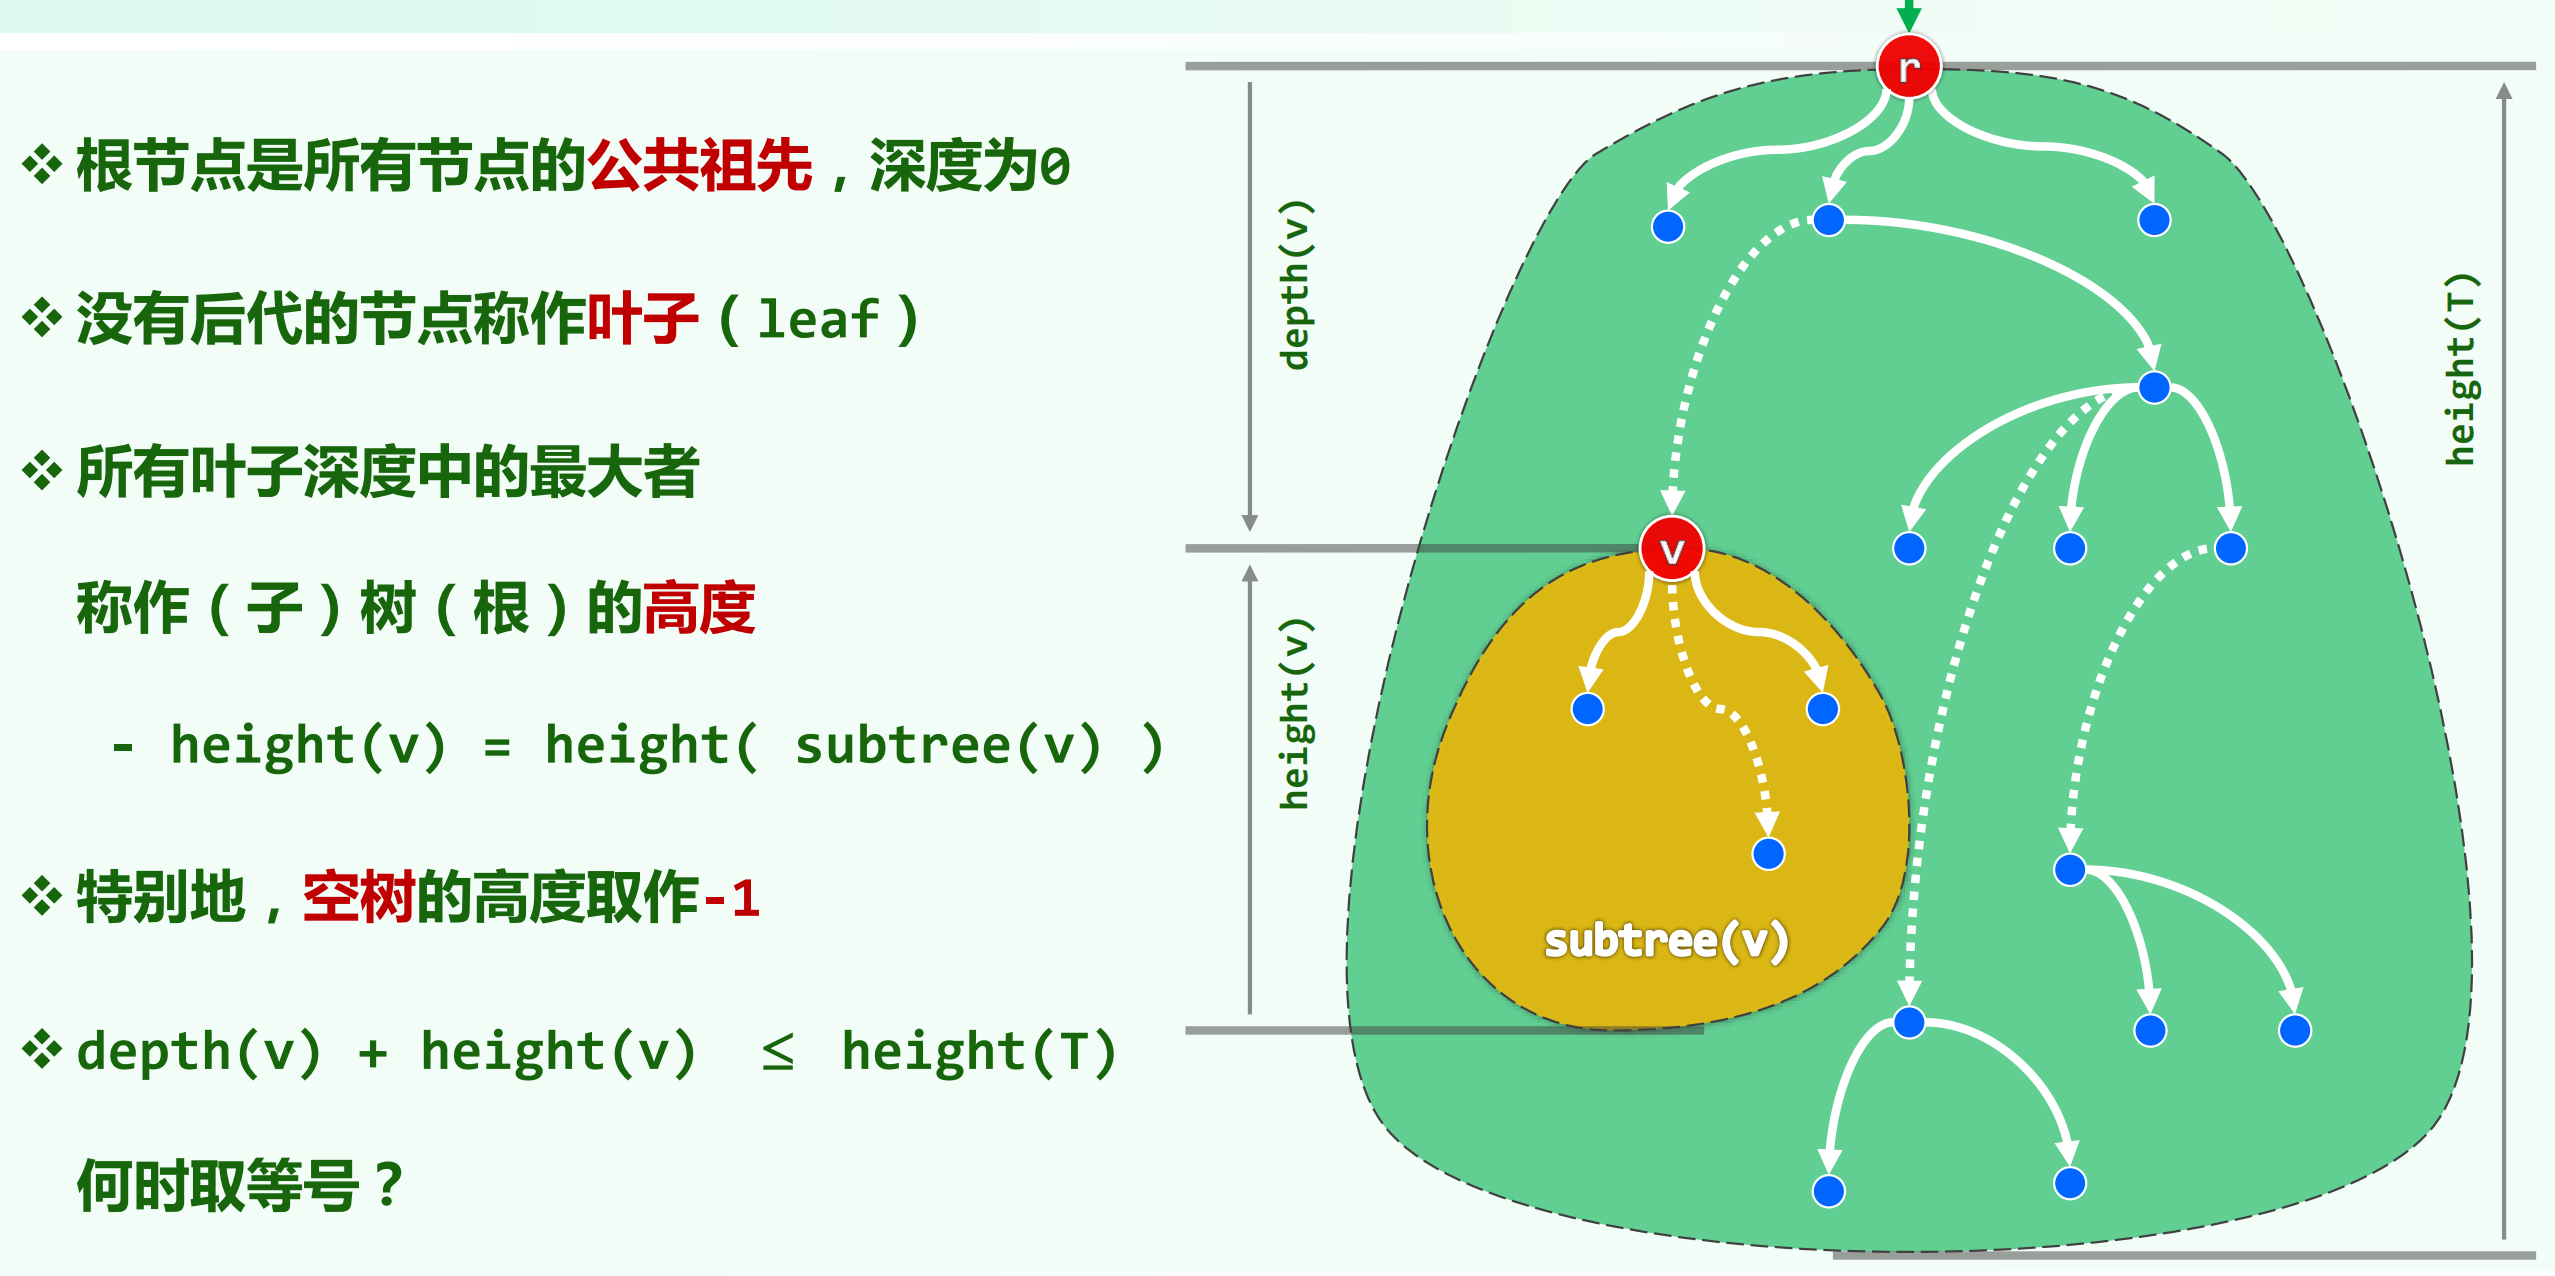 ❖根节点是所有节点的公共祖先，深度为0
❖没有后代的节点称作叶子（leaf）
❖所有叶子深度中的最大者
称作（子）树（根）的高度
- height(v) = height( subtree(v) )
❖特别地，空树的高度取作-1
❖depth(v) + height(v) ≤ height(T)
何时取等号？
r
depth(v)
height(T)
v
height(v)
subtree(v)